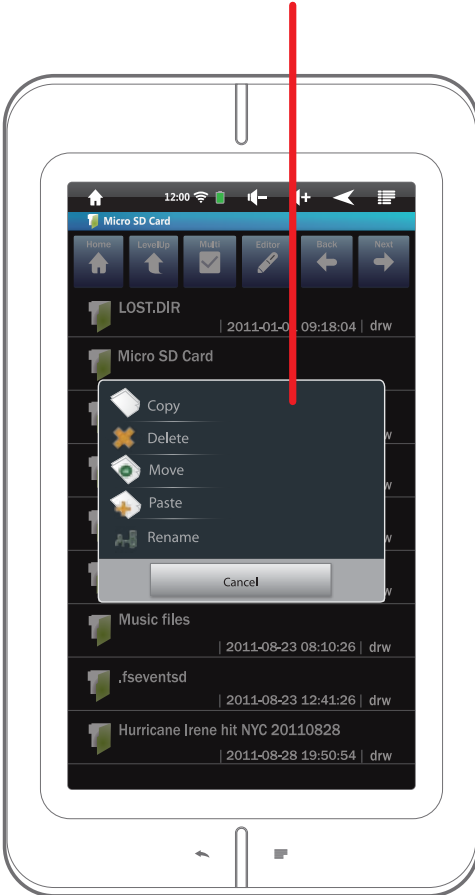 12:00
Micro SD Card
Home LevelUp Multi Editor Back Next
LOST.DIR
| 2011-01-01 09:18:04 | drw
Micro SD Card
Copy
Delete
Move
Paste
Rename
Cancel
Music files
| 2011-08-23 08:10:26 | drw
.fseventsd
| 2011-08-23 12:41:26 | drw
Hurricane Irene hit NYC 20110828
| 2011-08-28 19:50:54 | drw